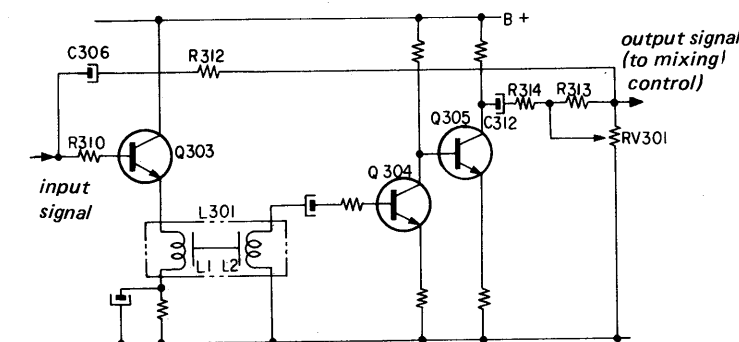 B +
output signal
(to mixing
control)
C306
R312
R314
R313
Q305
C312
RV301
R310
Q303
Q304
input
signal
L301
L1 L2